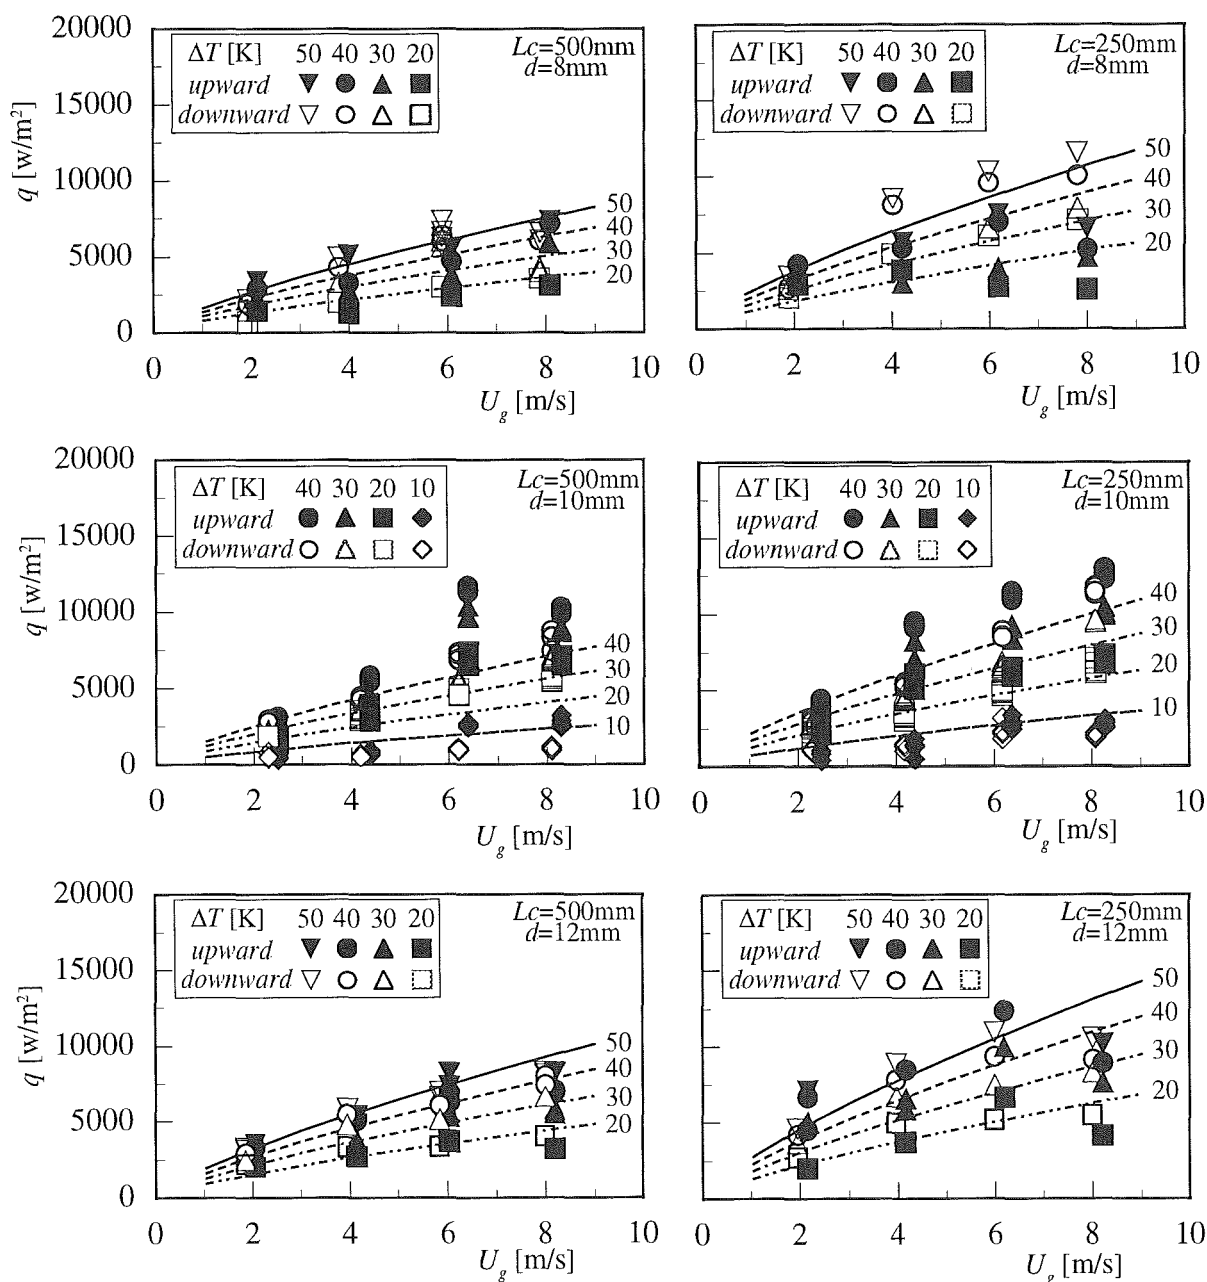 20000
15000
10000
5000
0
q [w/m²]
ΔT [K] 50 40 30 20
upward
downward
Lc=500mm
d=8mm
50
40
30
20
0 2 4 6 8 10
U_g [m/s]
ΔT [K] 50 40 30 20
upward
downward
Lc=250mm
d=8mm
50
40
30
20
0 2 4 6 8 10
U_g [m/s]
20000
15000
10000
5000
0
q [w/m²]
ΔT [K] 40 30 20 10
upward
downward
Lc=500mm
d=10mm
40
30
20
10
0 2 4 6 8 10
U_g [m/s]
ΔT [K] 40 30 20 10
upward
downward
Lc=250mm
d=10mm
40
30
20
10
0 2 4 6 8 10
U_g [m/s]
20000
15000
10000
5000
0
q [w/m²]
ΔT [K] 50 40 30 20
upward
downward
Lc=500mm
d=12mm
50
40
30
20
0 2 4 6 8 10
U_g [m/s]
ΔT [K] 50 40 30 20
upward
downward
Lc=250mm
d=12mm
50
40
30
20
0 2 4 6 8 10
U_g [m/s]